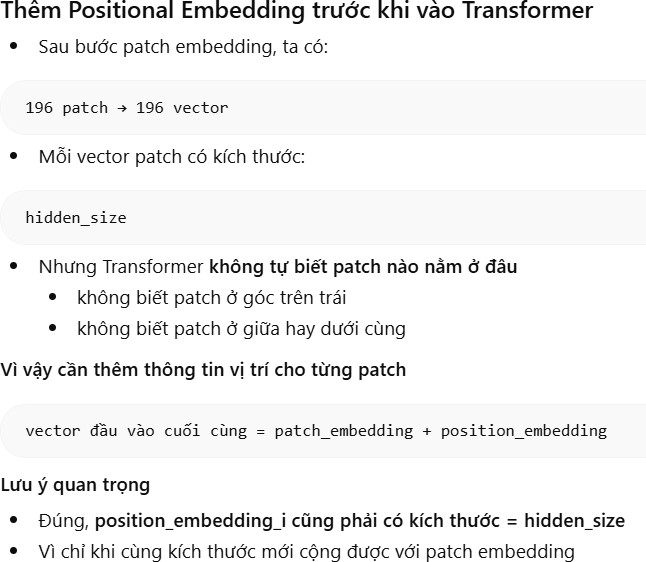 Thêm Positional Embedding trước khi vào Transformer
• Sau bước patch embedding, ta có:
196 patch → 196 vector
• Mỗi vector patch có kích thước:
hidden_size
• Nhưng Transformer không tự biết patch nào nằm ở đâu
• không biết patch ở góc trên trái
• không biết patch ở giữa hay dưới cùng
Vì vậy cần thêm thông tin vị trí cho từng patch
vector đầu vào cuối cùng = patch_embedding + position_embedding
Lưu ý quan trọng
• Đúng, position_embedding_i cũng phải có kích thước = hidden_size
• Vì chỉ khi cùng kích thước mới cộng được với patch embedding